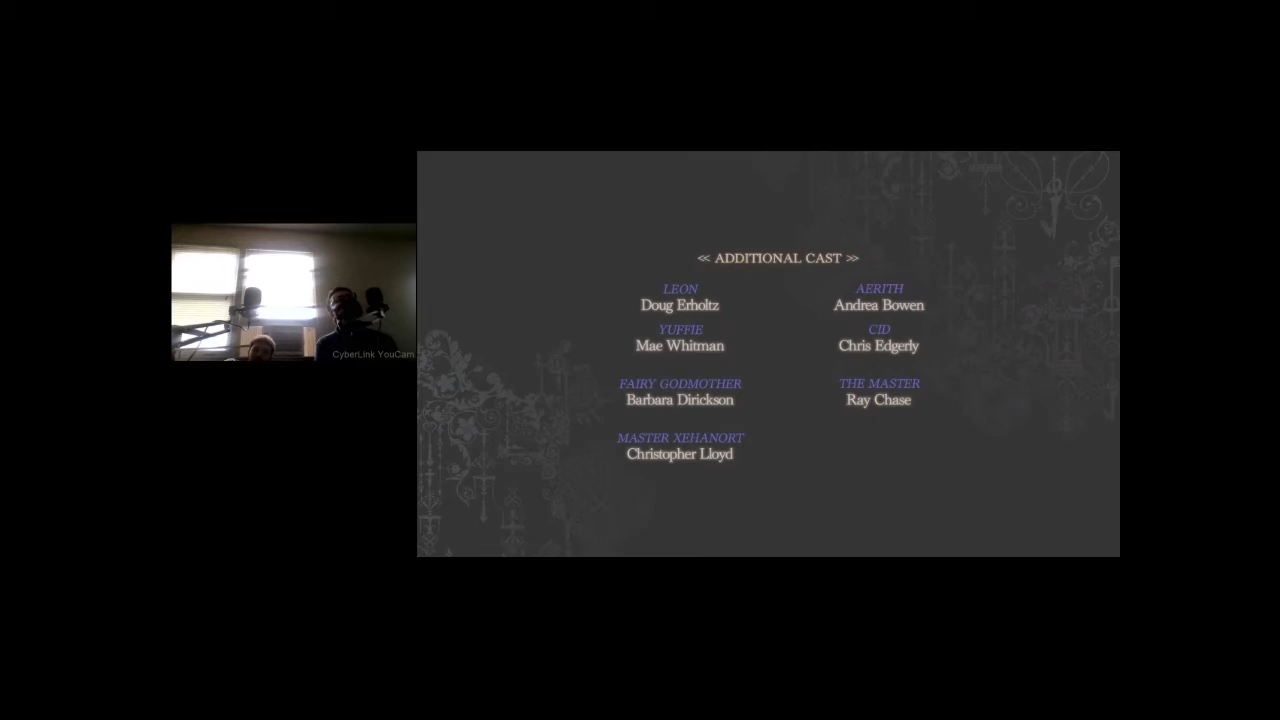 ≪ ADDITIONAL CAST ≫
LEON
Doug Erholtz
AERITH
Andrea Bowen
YUFFIE
Mae Whitman
CID
Chris Edgerly
FAIRY GODMOTHER
Barbara Dirickson
THE MASTER
Ray Chase
MASTER XEHANORT
Christopher Lloyd
CyberLink YouCam